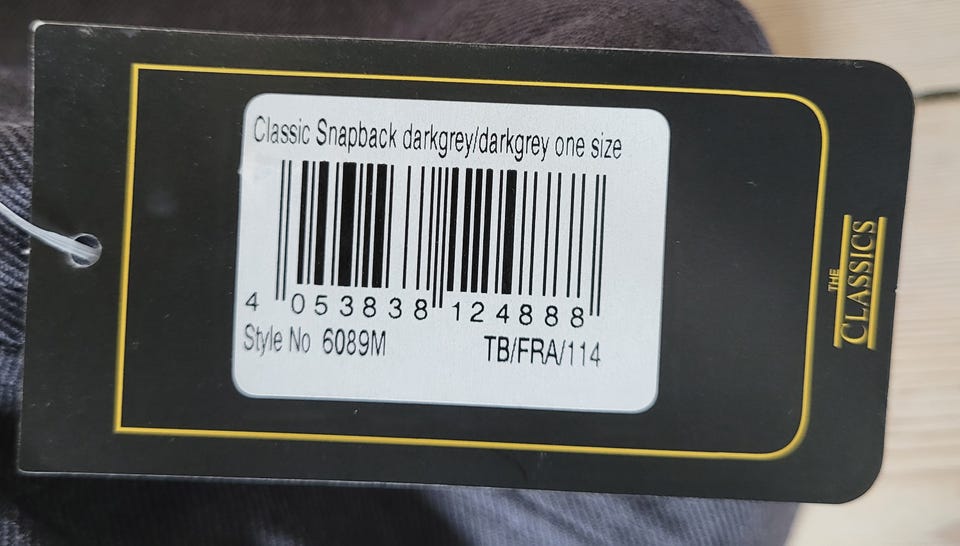 Classic Snapback darkgrey/darkgrey one size
4 053838 124888
Style No 6089M TB/FRA/114
THE
CLASSICS